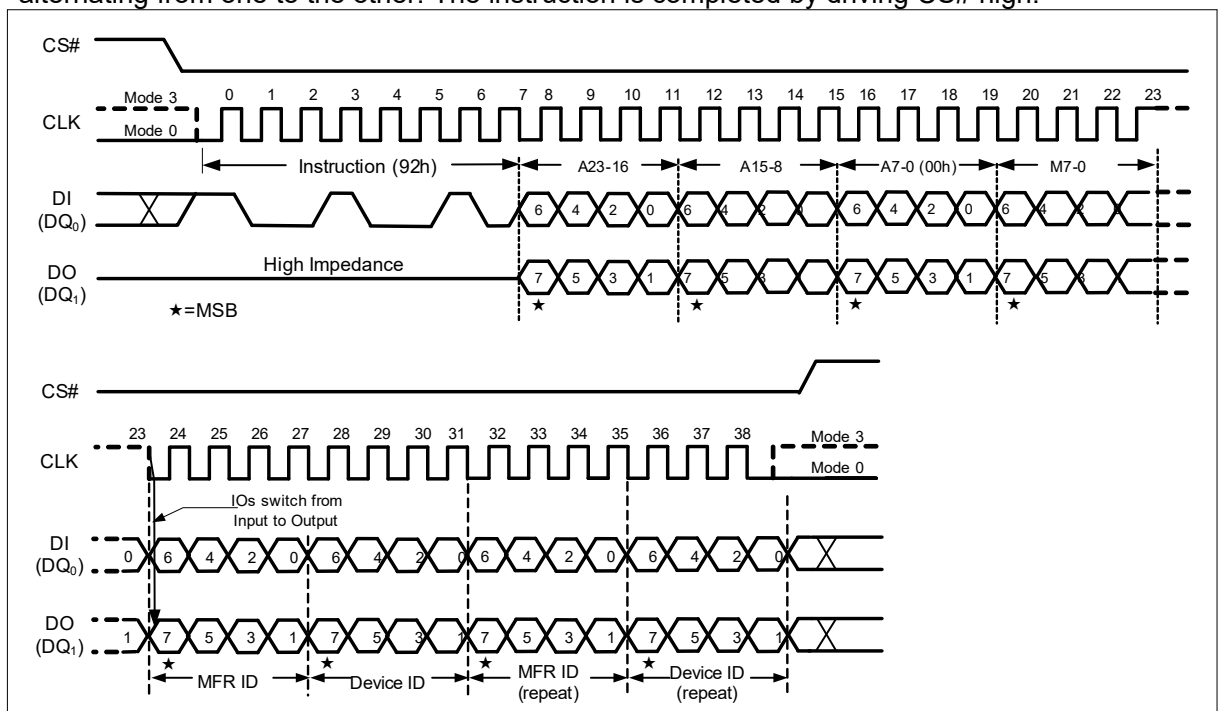 alternating from one to the other. The instruction is completed by driving CS# high.
CS#
Mode 3 0 1 2 3 4 5 6 7 8 9 10 11 12 13 14 15 16 17 18 19 20 21 22 23
CLK
Mode 0
Instruction (92h) A23-16 A15-8 A7-0 (00h) M7-0
DI
(DQ0)
6 4 2 0 6 4 2 0 6 4 2 0 6 4 2
High Impedance
DO
(DQ1)
7 5 3 1 7 5 3 7 5 3 1 7 5 3
★ ★ ★ ★
★=MSB
CS#
23 24 25 26 27 28 29 30 31 32 33 34 35 36 37 38 Mode 3
CLK
Mode 0
IOs switch from
Input to Output
DI
(DQ0)
0 6 4 2 0 6 4 2 0 6 4 2 0 6 4 2 0
DO
(DQ1)
1 7 5 3 1 7 5 3 1 7 5 3 1 7 5 3 1
★ ★ ★ ★
MFR ID Device ID MFR ID
(repeat)
Device ID
(repeat)